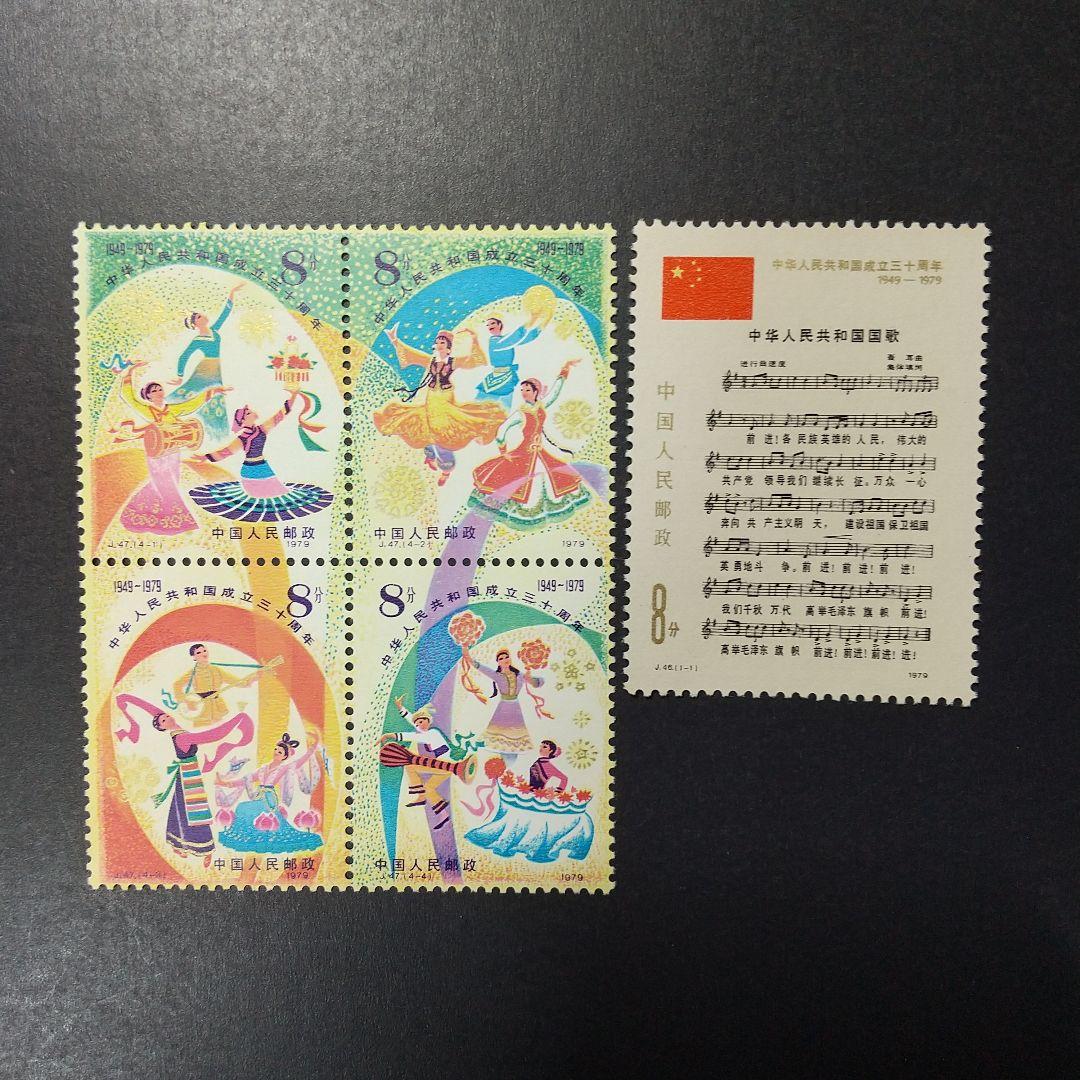 1949-1979
8分
中华人民共和国成立三十周年
中国人民邮政
J.47.(4-1)
1979
1949-1979
8分
中华人民共和国成立三十周年
中国人民邮政
J.47.(4-2)
1979
1949-1979
8分
中华人民共和国成立三十周年
中国人民邮政
J.47.(4-3)
1979
1949-1979
8分
中华人民共和国成立三十周年
中国人民邮政
J.47.(4-4)
1979
中华人民共和国成立三十周年
1949—1979
中华人民共和国国歌
进行曲速度
聂 耳曲
集体填词
中国人民邮政
前 进!各 民族英雄的 人 民, 伟大的
共产党 领导我们 继续长 征。万众 一心
奔向 共 产主义明 天, 建设祖国 保卫祖国
英 勇地 斗 争。前 进!前 进!前 进!
我们千秋 万代 高举毛泽东 旗 帜 前进!
高举毛泽东 旗 帜 前进!前进!前进!进!
8分
J.46.(1-1)
1979